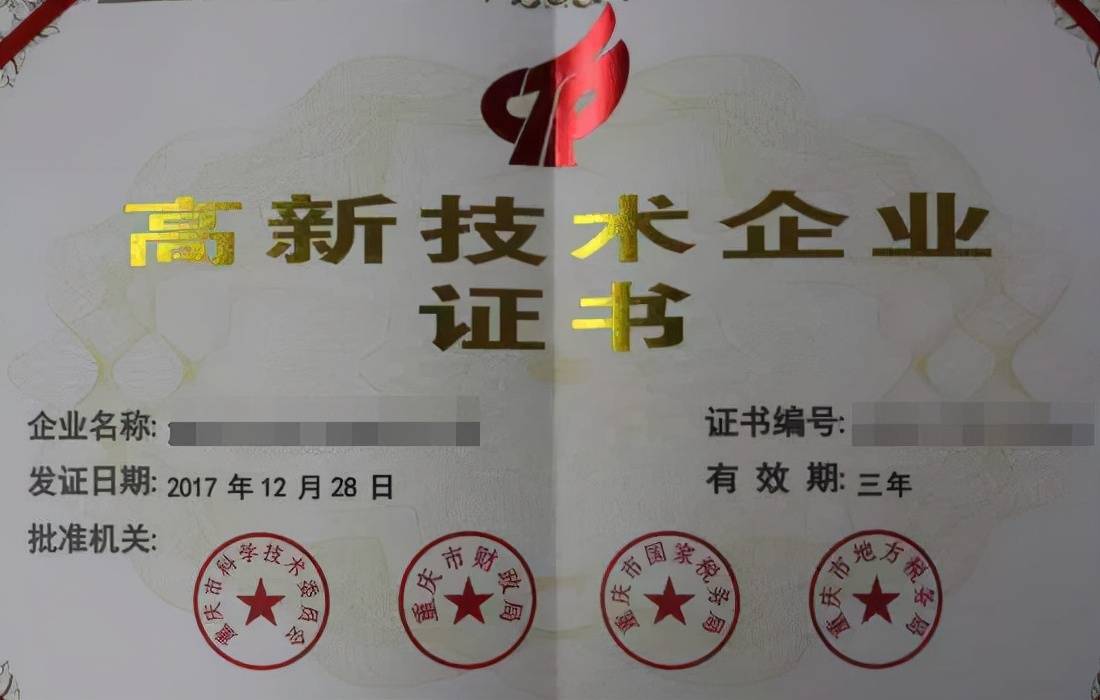 高新技术企业
证书
企业名称:
证书编号:
发证日期: 2017 年 12 月 28 日
有效期: 三年
批准机关:
重庆市科学技术委员会
重庆市财政局
重庆市国家税务局
重庆市地方税务局